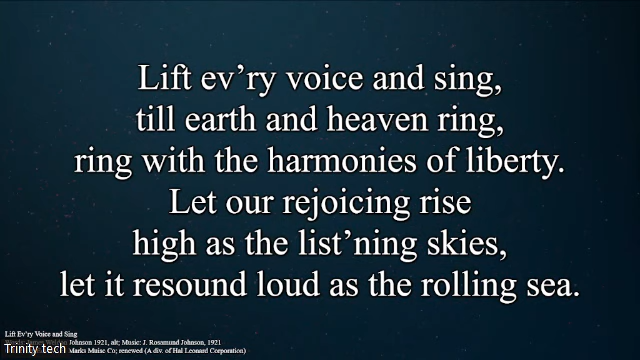 Lift ev’ry voice and sing,
till earth and heaven ring,
ring with the harmonies of liberty.
Let our rejoicing rise
high as the list’ning skies,
let it resound loud as the rolling sea.
Lift Ev'ry Voice and Sing
Johnson 1921, alt; Music: J. Rosamund Johnson, 1921
Trinity tech
Marks Music Co; renewed (A div. of Hal Leonard Corporation)